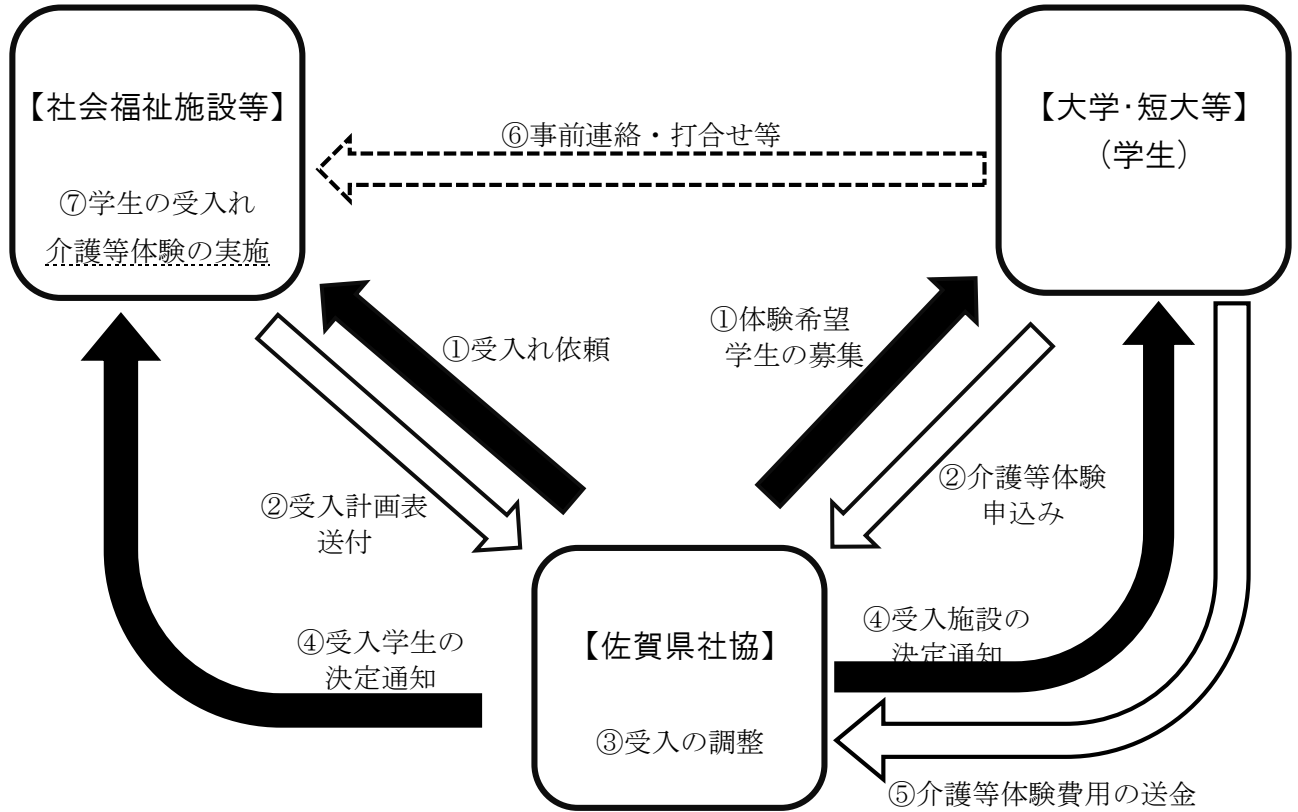 【社会福祉施設等】
⑦学生の受入れ
介護等体験の実施
⑥事前連絡・打合せ等
【大学・短大等】
（学生）
①受入れ依頼
①体験希望
学生の募集
②受入計画表
送付
②介護等体験
申込み
④受入学生の
決定通知
【佐賀県社協】
③受入の調整
④受入施設の
決定通知
⑤介護等体験費用の送金